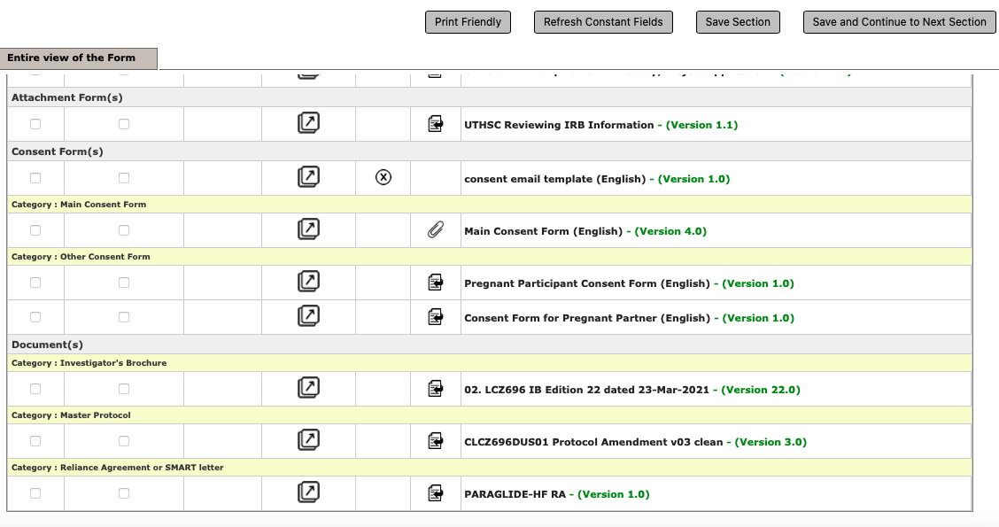 Print Friendly
Refresh Constant Fields
Save Section
Save and Continue to Next Section
Entire view of the Form
Attachment Form(s)
UTHSC Reviewing IRB Information - (Version 1.1)
Consent Form(s)
consent email template (English) - (Version 1.0)
Category : Main Consent Form
Main Consent Form (English) - (Version 4.0)
Category : Other Consent Form
Pregnant Participant Consent Form (English) - (Version 1.0)
Consent Form for Pregnant Partner (English) - (Version 1.0)
Document(s)
Category : Investigator's Brochure
02. LCZ696 IB Edition 22 dated 23-Mar-2021 - (Version 22.0)
Category : Master Protocol
CLCZ696DUS01 Protocol Amendment v03 clean - (Version 3.0)
Category : Reliance Agreement or SMART letter
PARAGLIDE-HF RA - (Version 1.0)